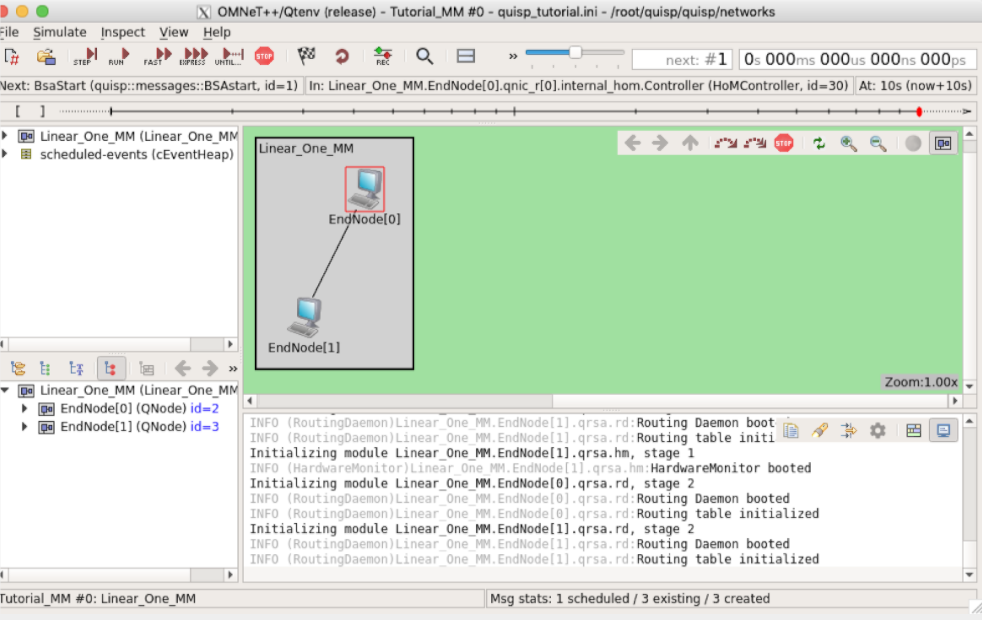 OMNeT++/Qtenv (release) - Tutorial_MM #0 - quisp_tutorial.ini - /root/quisp/quisp/networks
File Simulate Inspect View Help
STEP RUN FAST EXPRESS UNTIL... STOP REC » next: #1 0s 000ms 000us 000ns 000ps
Next: BsaStart (quisp::messages::BSAstart, id=1) In: Linear_One_MM.EndNode[0].qnic_r[0].internal_hom.Controller (HoMController, id=30) At: 10s (now+10s)
[ ]
Linear_One_MM (Linear_One_MM
scheduled-events (cEventHeap)
Linear_One_MM
STOP
EndNode[0]
EndNode[1]
Zoom:1.00x
»
Linear_One_MM (Linear_One_MM
EndNode[0] (QNode) id=2
EndNode[1] (QNode) id=3
INFO (RoutingDaemon)Linear_One_MM.EndNode[1].qrsa.rd:Routing Daemon boot
INFO (RoutingDaemon)Linear_One_MM.EndNode[1].qrsa.rd:Routing table initi
Initializing module Linear_One_MM.EndNode[1].qrsa.hm, stage 1
INFO (HardwareMonitor)Linear_One_MM.EndNode[1].qrsa.hm:HardwareMonitor booted
Initializing module Linear_One_MM.EndNode[0].qrsa.rd, stage 2
INFO (RoutingDaemon)Linear_One_MM.EndNode[0].qrsa.rd:Routing Daemon booted
INFO (RoutingDaemon)Linear_One_MM.EndNode[0].qrsa.rd:Routing table initialized
Initializing module Linear_One_MM.EndNode[1].qrsa.rd, stage 2
INFO (RoutingDaemon)Linear_One_MM.EndNode[1].qrsa.rd:Routing Daemon booted
INFO (RoutingDaemon)Linear_One_MM.EndNode[1].qrsa.rd:Routing table initialized
Tutorial_MM #0: Linear_One_MM
Msg stats: 1 scheduled / 3 existing / 3 created